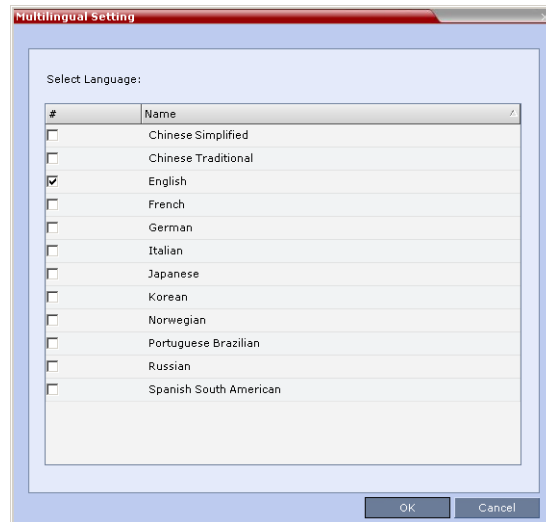 Multilingual Setting
Select Language:
# Name
Chinese Simplified
Chinese Traditional
English
French
German
Italian
Japanese
Korean
Norwegian
Portuguese Brazilian
Russian
Spanish South American
OK Cancel